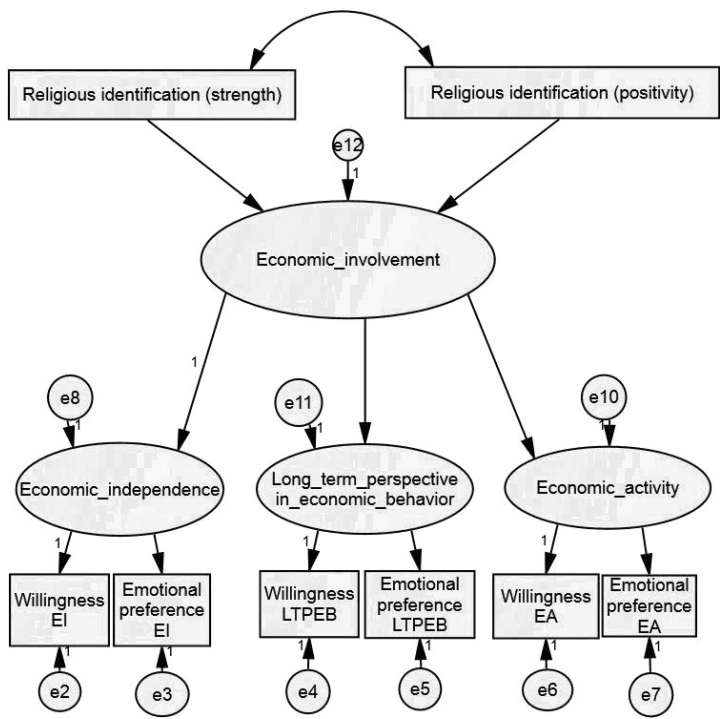 Religious identification (strength)
Religious identification (positivity)
e12
1
Economic_involvement
1
e8
1
e11
1
e10
1
Economic_independence
Long_term_perspective
in_economic_behavior
Economic_activity
1
1
1
Willingness
EI
Emotional
preference
EI
Willingness
LTPEB
Emotional
preference
LTPEB
Willingness
EA
Emotional
preference
EA
1
1
1
1
1
1
e2
e3
e4
e5
e6
e7